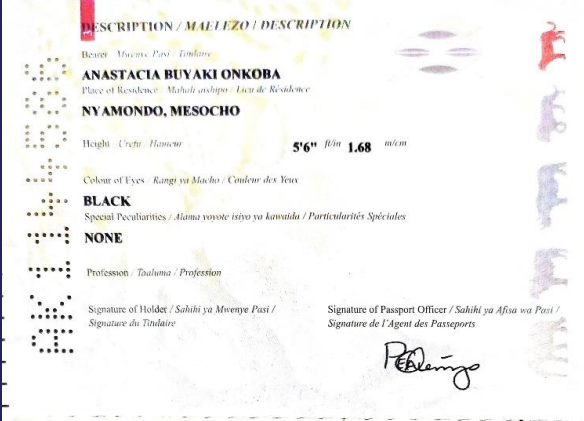 DESCRIPTION / MAELEZO / DESCRIPTION
Bearer / Mwenye Pasi / Titulaire
ANASTACIA BUYAKI ONKOBA
Place of Residence / Mahali aishipo / Lieu de Résidence
NYAMONDO, MESOCHO
Height / Urefu / Hauteur 5'6" ft/in 1.68 m/cm
Colour of Eyes / Rangi ya Macho / Couleur des Yeux
BLACK
Special Peculiarities / Alama yoyote isiyo ya kawaida / Particularités Spéciales
NONE
Profession / Taaluma / Profession
Signature of Holder / Sahihi ya Mwenye Pasi /
Signature du Titulaire
Signature of Passport Officer / Sahihi ya Afisa wa Pasi /
Signature de l'Agent des Passeports